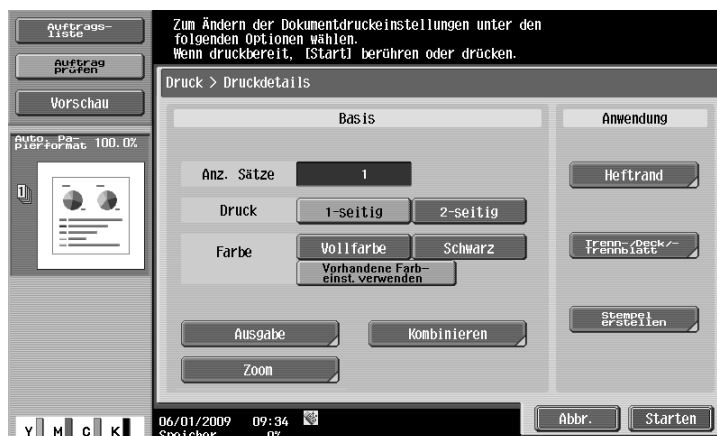 Auftrags-
liste
Auftrag
prüfen
Vorschau
Auto. Pa-
pierformat 100.0%
1
Zum Ändern der Dokumentdruckeinstellungen unter den
folgenden Optionen wählen.
Wenn druckbereit, [Start] berühren oder drücken.
Druck > Druckdetails
Basis
Anz. Sätze 1
Druck 1-seitig 2-seitig
Farbe Vollfarbe Schwarz
Vorhandene Farb-
einst. verwenden
Ausgabe Kombinieren
Zoom
Anwendung
Heftrand
Trenn-/Deck/-
Trennblatt
Stempel
erstellen
Y M C K
06/01/2009 09:34
Speicher 0%
Abbr. Starten